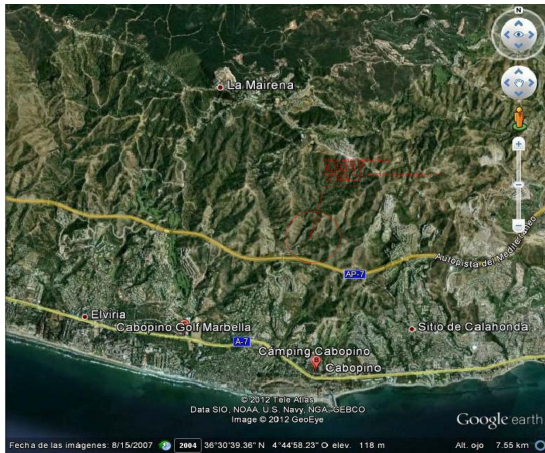 N
La Mairena
Autopista del Mediterráneo
AP-7
Elviria
Cabopino Golf Marbella
Sitio de Calahonda
A-7
Camping Cabopino
Cabopino
© 2012 Tele Atlas
Data SIO, NOAA, U.S. Navy, NGA, GEBCO
Image © 2012 GeoEye
Google earth
Fecha de las imágenes: 8/15/2007 2004 36°30'39.36" N 4°44'58.23" O elev. 118 m Alt. ojo 7.55 km